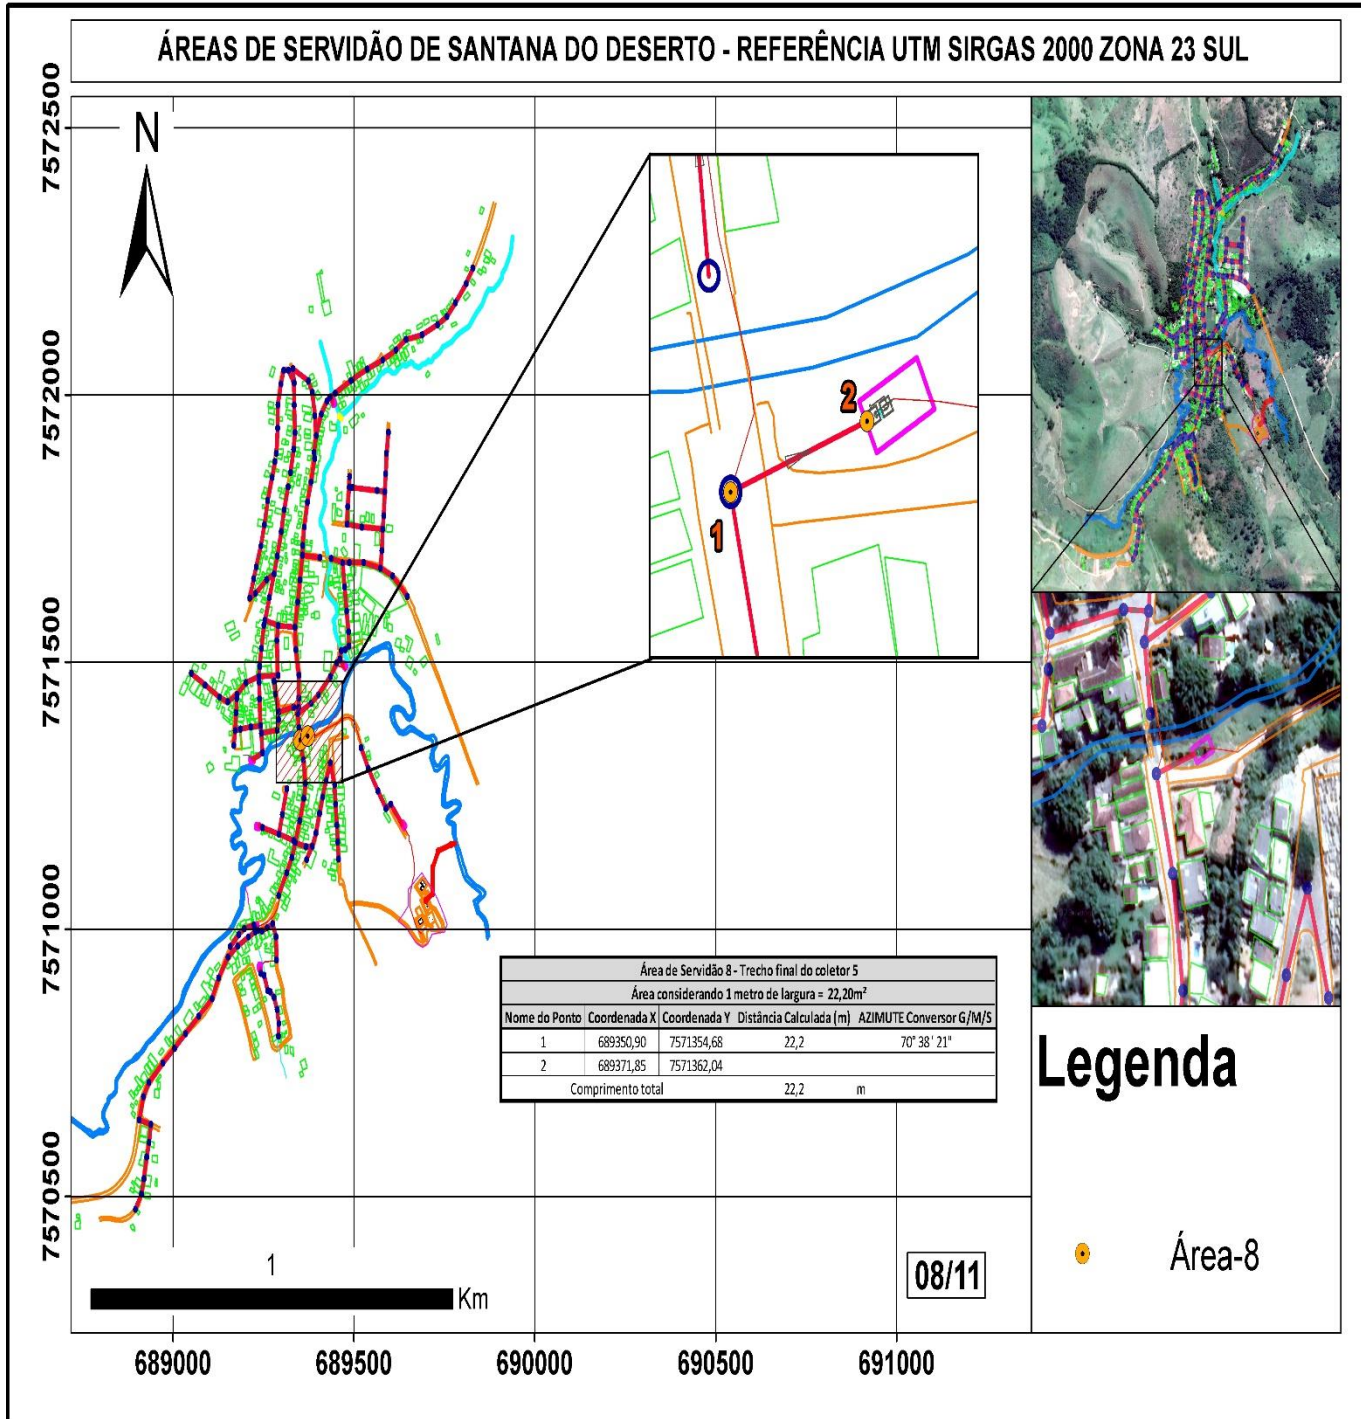 ÁREAS DE SERVIDÃO DE SANTANA DO DESERTO - REFERÊNCIA UTM SIRGAS 2000 ZONA 23 SUL
7572500
7572000
7571500
7571000
7570500
N
2
1
Área de Servidão 8 - Trecho final do coletor 5
Área considerando 1 metro de largura = 22,20m²
Nome do Ponto Coordenada X Coordenada Y Distância Calculada (m) AZIMUTE Conversor G/M/S
1 689350,90 7571354,68 22,2 70° 38' 21"
2 689371,85 7571362,04
Comprimento total 22,2 m
Legenda
Área-8
1
Km
08/11
689000 689500 690000 690500 691000